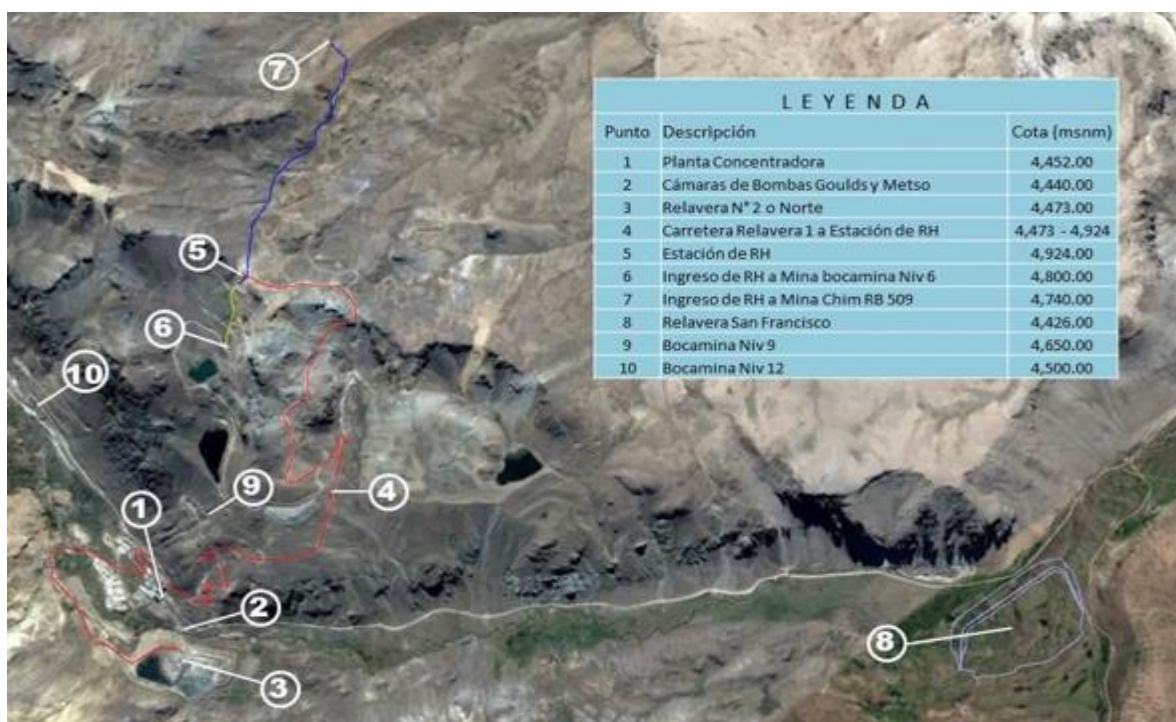 7
LEYENDA
Punto Descripción Cota (msnm)
1 Planta Concentradora 4,452.00
2 Cámaras de Bombas Goulds y Metso 4,440.00
3 Relavera N° 2 o Norte 4,473.00
4 Carretera Relavera 1 a Estación de RH 4,473 - 4,924
5 Estación de RH 4,924.00
6 Ingreso de RH a Mina bocamina Niv 6 4,800.00
7 Ingreso de RH a Mina Chim RB 509 4,740.00
8 Relavera San Francisco 4,426.00
9 Bocamina Niv 9 4,650.00
10 Bocamina Niv 12 4,500.00
5
6
10
9
4
1
2
8
3